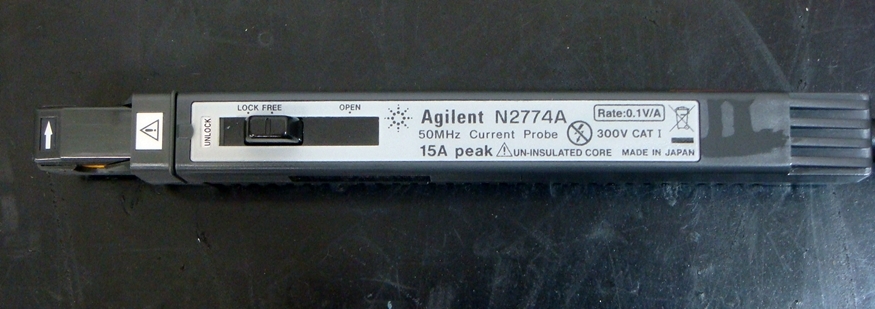 UNLOCK
LOCK FREE OPEN
Agilent N2774A Rate:0.1V/A
50MHz Current Probe 300V CAT I
15A peak UN-INSULATED CORE MADE IN JAPAN